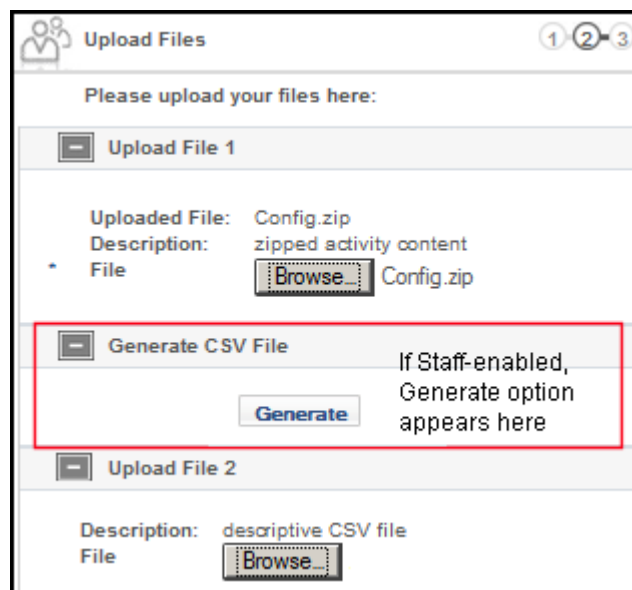 Upload Files 1 2 3
Please upload your files here:
Upload File 1
Uploaded File: Config.zip
Description: zipped activity content
* File Browse... Config.zip
Generate CSV File
If Staff-enabled,
Generate option
appears here
Generate
Upload File 2
Description: descriptive CSV file
File Browse...